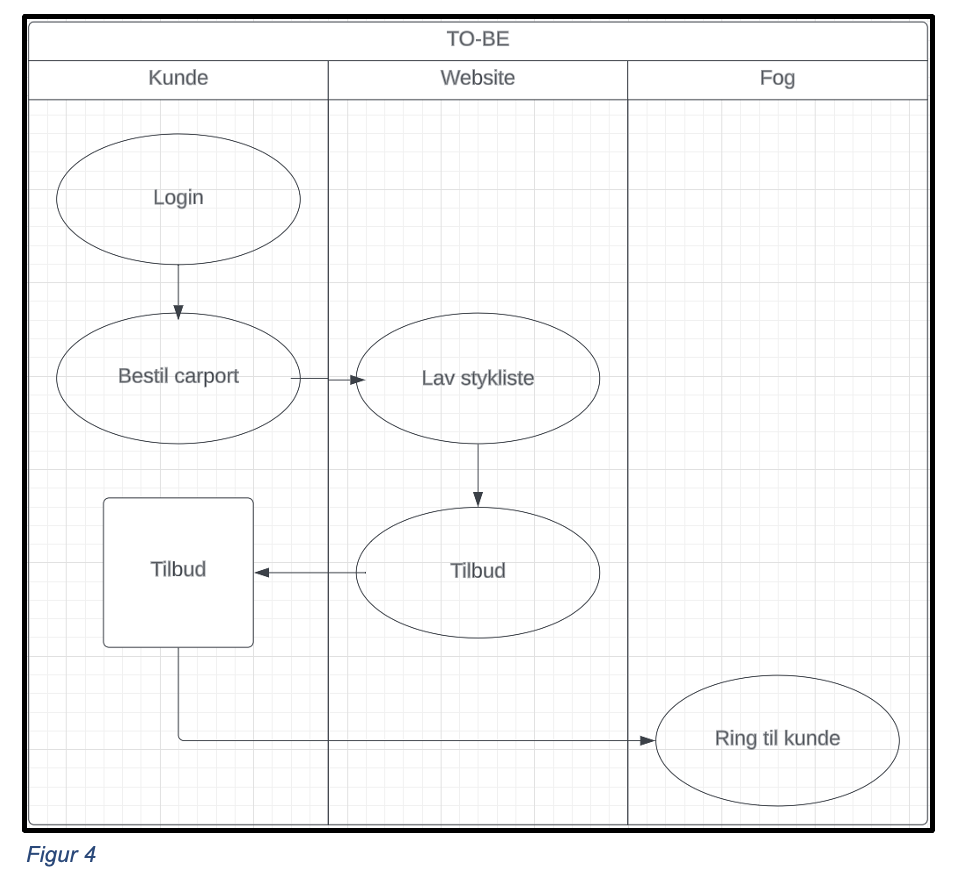 TO-BE
Kunde
Website
Fog
Login
Bestil carport
Lav stykliste
Tilbud
Tilbud
Ring til kunde
Figur 4